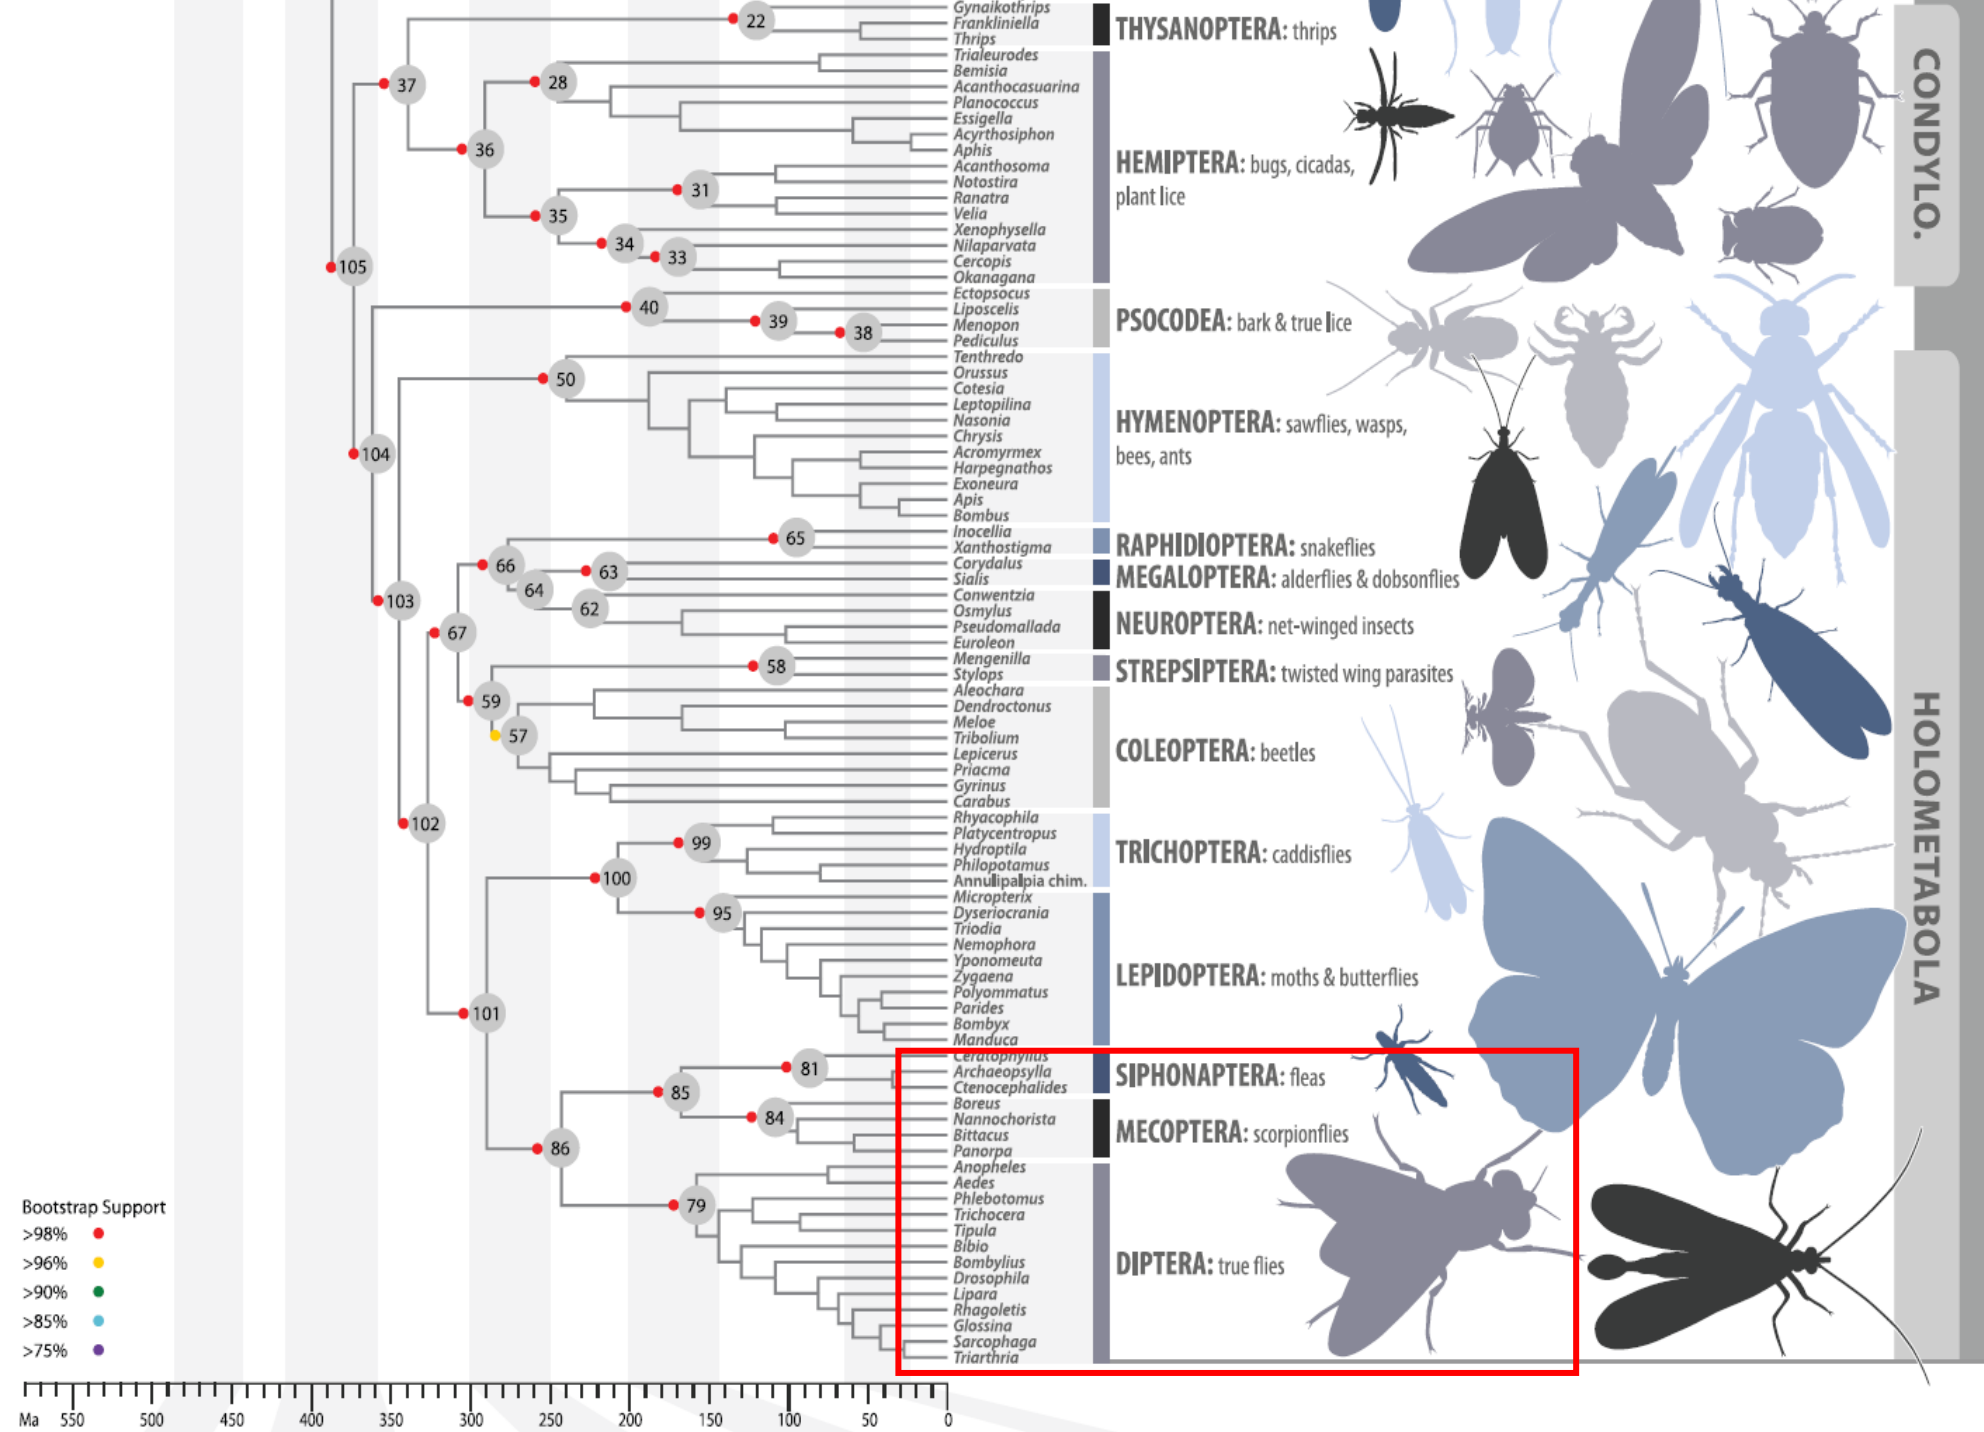 Gynaikothrips
Frankliniella
Thrips
THYSANOPTERA: thrips
Trialeurodes
Bemisia
Acanthocasuarina
Planococcus
Essigella
Acyrthosiphon
Aphis
Acanthosoma
Notostira
Ranatra
Velia
Xenophysella
Nilaparvata
Cercopis
Okanagana
HEMIPTERA: bugs, cicadas,
plant lice
Ectopsocus
Liposcelis
Menopon
Pediculus
PSOCODEA: bark & true lice
Tenthredo
Orussus
Cotesia
Leptopilina
Nasonia
Chrysis
Acromyrmex
Harpegnathos
Exoneura
Apis
Bombus
HYMENOPTERA: sawflies, wasps,
bees, ants
Inocellia
Xanthostigma
RAPHIDIOPTERA: snakeflies
Corydalus
Sialis
MEGALOPTERA: alderflies & dobsonflies
Conwentzia
Osmylus
Pseudomallada
Euroleon
NEUROPTERA: net-winged insects
Mengenilla
Stylops
STREPSIPTERA: twisted wing parasites
Aleochara
Dendroctonus
Meloe
Tribolium
Lepicerus
Priacma
Gyrinus
Carabus
COLEOPTERA: beetles
Rhyacophila
Platycentropus
Hydroptila
Philopotamus
Annulipalpia chim.
TRICHOPTERA: caddisflies
Micropterix
Dyseriocrania
Triodia
Nemophora
Yponomeuta
Zygaena
Polyommatus
Parides
Bombyx
Manduca
LEPIDOPTERA: moths & butterflies
Ceratophyllus
Archaeopsylla
Ctenocephalides
SIPHONAPTERA: fleas
Boreus
Nannochorista
Bittacus
Panorpa
MECOPTERA: scorpionflies
Anopheles
Aedes
Phlebotomus
Trichocera
Tipula
Bibio
Bombylius
Drosophila
Lipara
Rhagoletis
Glossina
Sarcophaga
Triarthria
DIPTERA: true flies
CONDYLO.
HOLOMETABOLA
22
37
28
36
31
35
34
33
105
40
39
38
50
104
65
66
63
64
62
103
67
58
59
57
102
99
100
95
101
81
85
84
86
79
Bootstrap Support
>98%
>96%
>90%
>85%
>75%
Ma 550 500 450 400 350 300 250 200 150 100 50 0